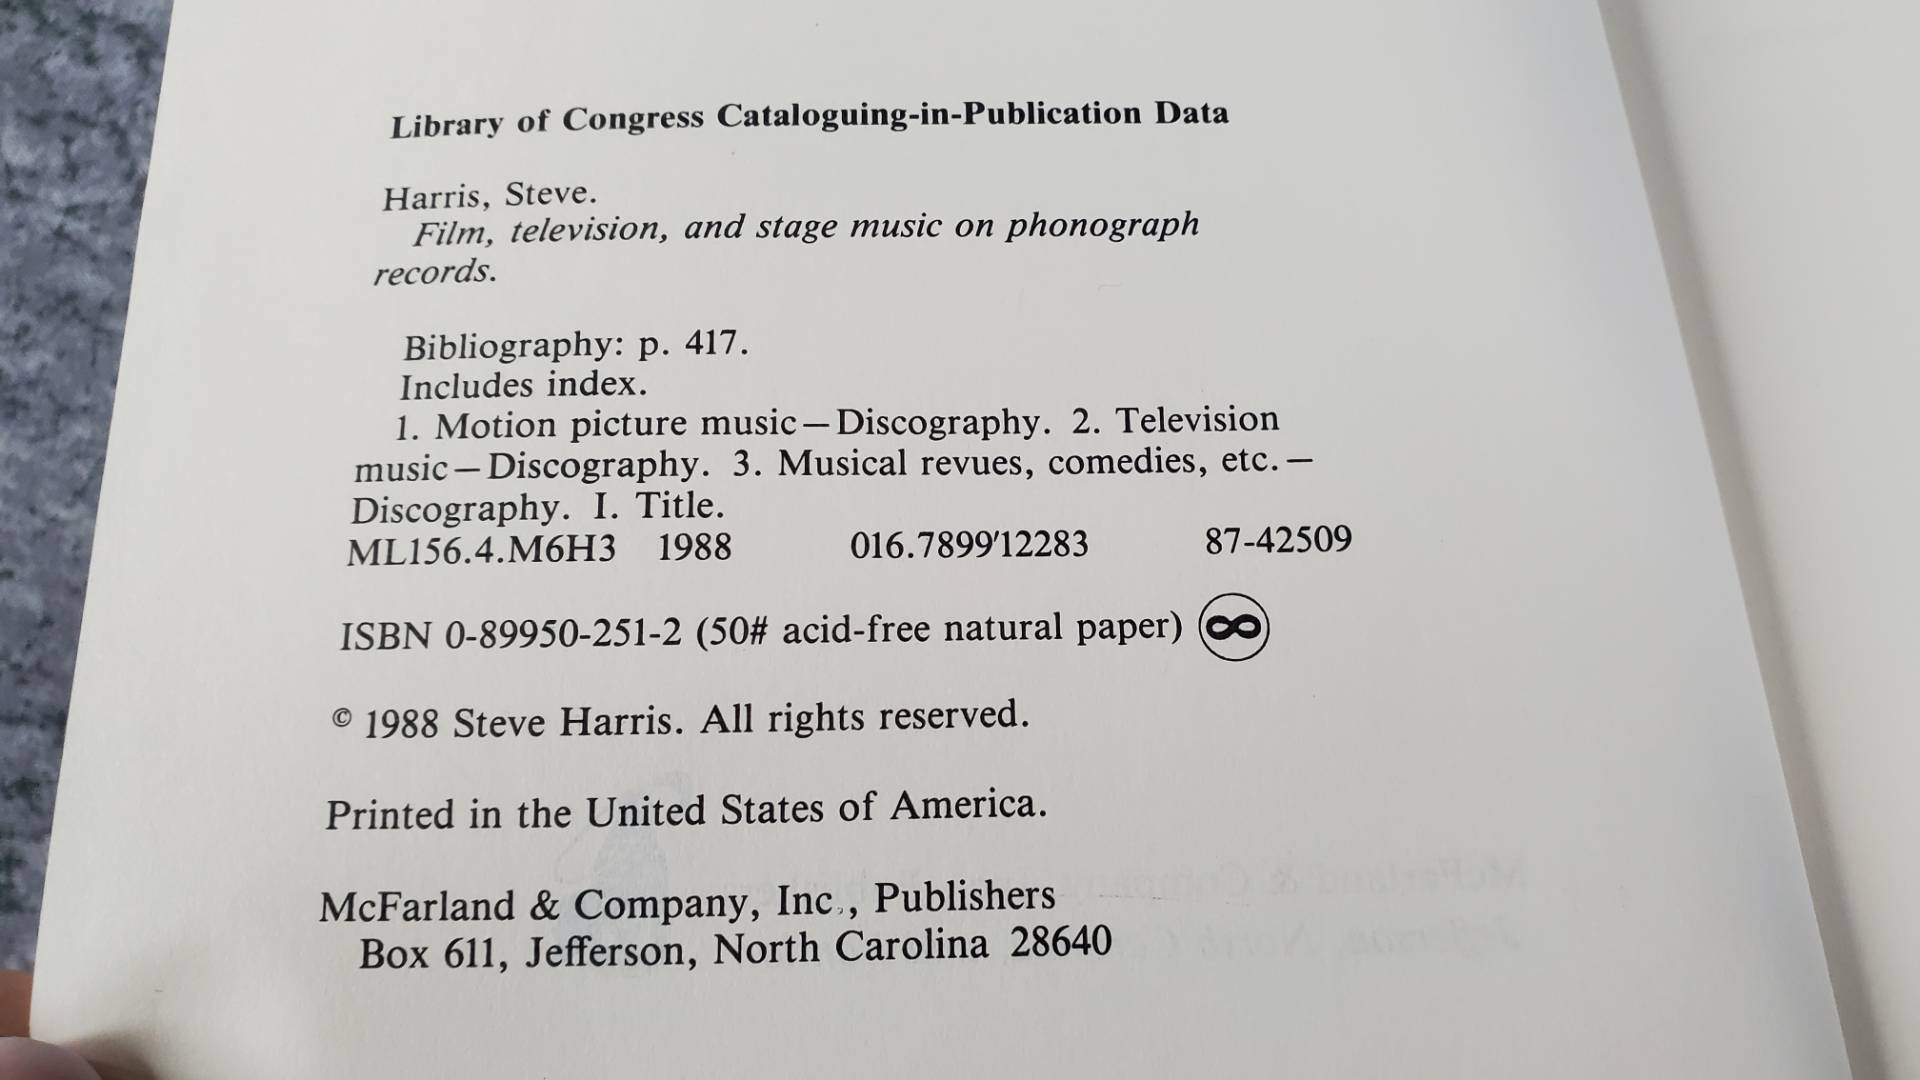 Library of Congress Cataloguing-in-Publication Data
Harris, Steve.
Film, television, and stage music on phonograph
records.
Bibliography: p. 417.
Includes index.
1. Motion picture music—Discography. 2. Television
music—Discography. 3. Musical revues, comedies, etc.—
Discography. I. Title.
ML156.4.M6H3 1988 016.7899'12283 87-42509
ISBN 0-89950-251-2 (50# acid-free natural paper) ∞
© 1988 Steve Harris. All rights reserved.
Printed in the United States of America.
McFarland & Company, Inc., Publishers
Box 611, Jefferson, North Carolina 28640